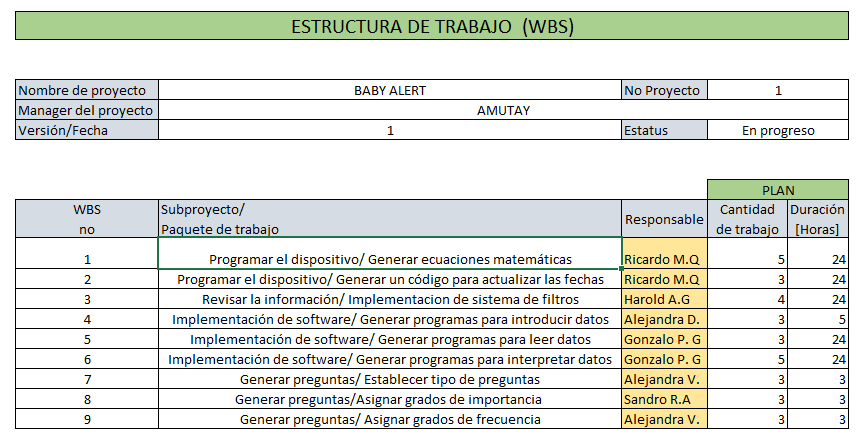 ESTRUCTURA DE TRABAJO (WBS)
Nombre de proyecto BABY ALERT No Proyecto 1
Manager del proyecto AMUTAY
Versión/Fecha 1 Estatus En progreso
PLAN
WBS no Subproyecto/ Paquete de trabajo Responsable Cantidad de trabajo Duración [Horas]
1 Programar el dispositivo/ Generar ecuaciones matemáticas Ricardo M.Q 5 24
2 Programar el dispositivo/ Generar un código para actualizar las fechas Ricardo M.Q 3 24
3 Revisar la información/ Implementacion de sistema de filtros Harold A.G 4 24
4 Implementación de software/ Generar programas para introducir datos Alejandra D. 3 5
5 Implementación de software/ Generar programas para leer datos Gonzalo P. G 3 24
6 Implementación de software/ Generar programas para interpretar datos Gonzalo P. G 5 24
7 Generar preguntas/ Establecer tipo de preguntas Alejandra V. 3 3
8 Generar preguntas/Asignar grados de importancia Sandro R.A 3 3
9 Generar preguntas/ Asignar grados de frecuencia Alejandra V. 3 3